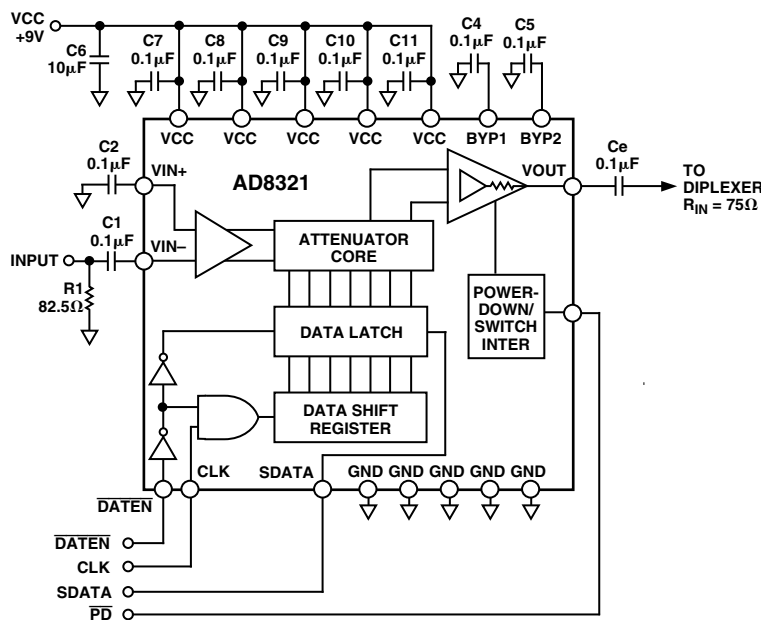 VCC
+9V
C6
10µF
C7
0.1µF
C8
0.1µF
C9
0.1µF
C10
0.1µF
C11
0.1µF
C4
0.1µF
C5
0.1µF
VCC
VCC
VCC
VCC
VCC
BYP1
BYP2
C2
0.1µF
VIN+
AD8321
VOUT
Ce
0.1µF
TO
DIPLEXER
RIN = 75Ω
C1
0.1µF
VIN–
INPUT
R1
82.5Ω
ATTENUATOR
CORE
POWER-
DOWN/
SWITCH
INTER
DATA LATCH
DATA SHIFT
REGISTER
DATEN
CLK
SDATA
GND
GND
GND
GND
GND
DATEN
CLK
SDATA
PD